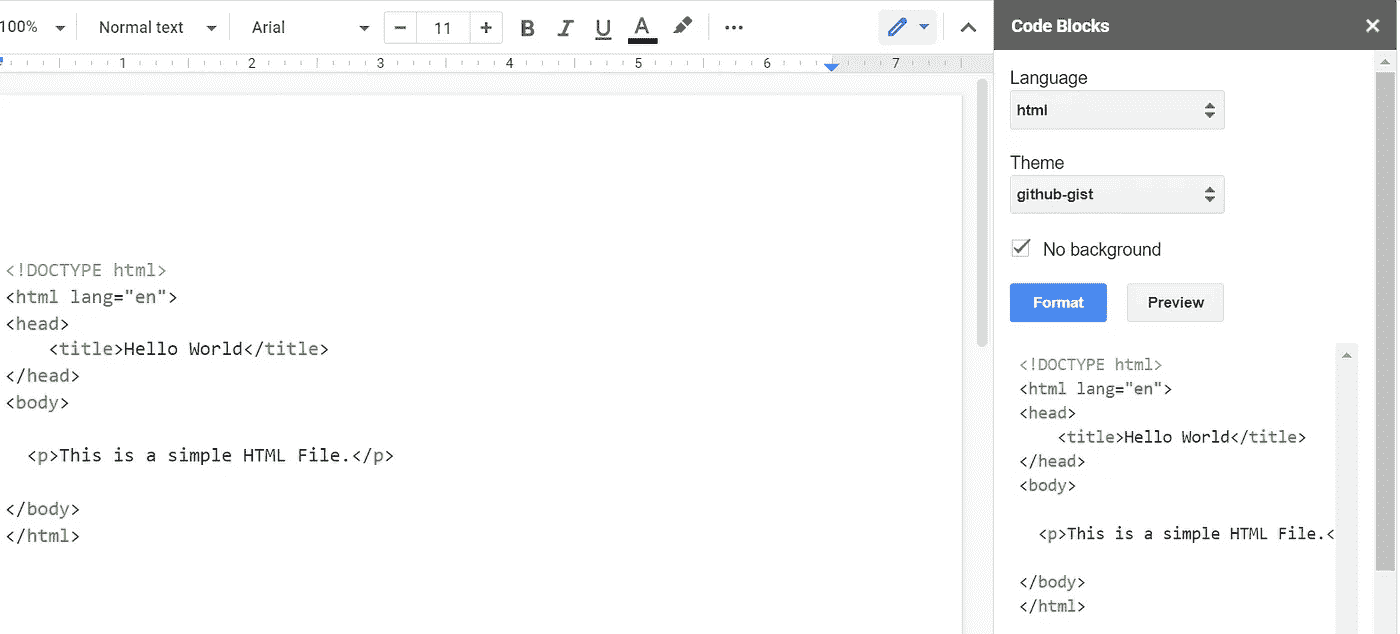 100%
Normal text
Arial
11
B
I
U
A
1 2 3 4 5 6 7
<!DOCTYPE html>
<html lang="en">
<head>
    <title>Hello World</title>
</head>
<body>
  <p>This is a simple HTML File.</p>
</body>
</html>
Code Blocks
Language
html
Theme
github-gist
No background
Format
Preview
<!DOCTYPE html>
<html lang="en">
<head>
    <title>Hello World</title>
</head>
<body>
  <p>This is a simple HTML File.<
</body>
</html>